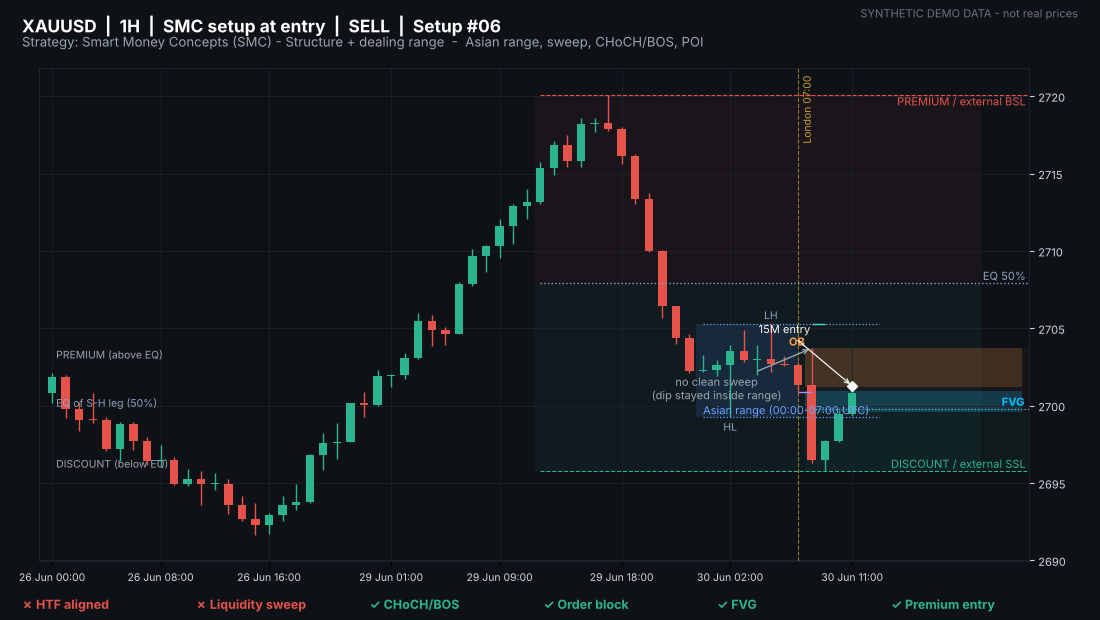 XAUUSD | 1H | SMC setup at entry | SELL | Setup #06
SYNTHETIC DEMO DATA - not real prices
Strategy: Smart Money Concepts (SMC) - Structure + dealing range - Asian range, sweep, CHoCH/BOS, POI
London 07:00
PREMIUM / external BSL
EQ 50%
LH
15M entry
OB
PREMIUM (above EQ)
no clean sweep
(dip stayed inside range)
EQ of S-H leg (50%)
Asian range (00:00-07:00 UTC)
FVG
HL
DISCOUNT (below EQ)
DISCOUNT / external SSL
2720
2715
2710
2705
2700
2695
2690
26 Jun 00:00
26 Jun 08:00
26 Jun 16:00
29 Jun 01:00
29 Jun 09:00
29 Jun 18:00
30 Jun 02:00
30 Jun 11:00
× HTF aligned
× Liquidity sweep
✓ CHoCH/BOS
✓ Order block
✓ FVG
✓ Premium entry